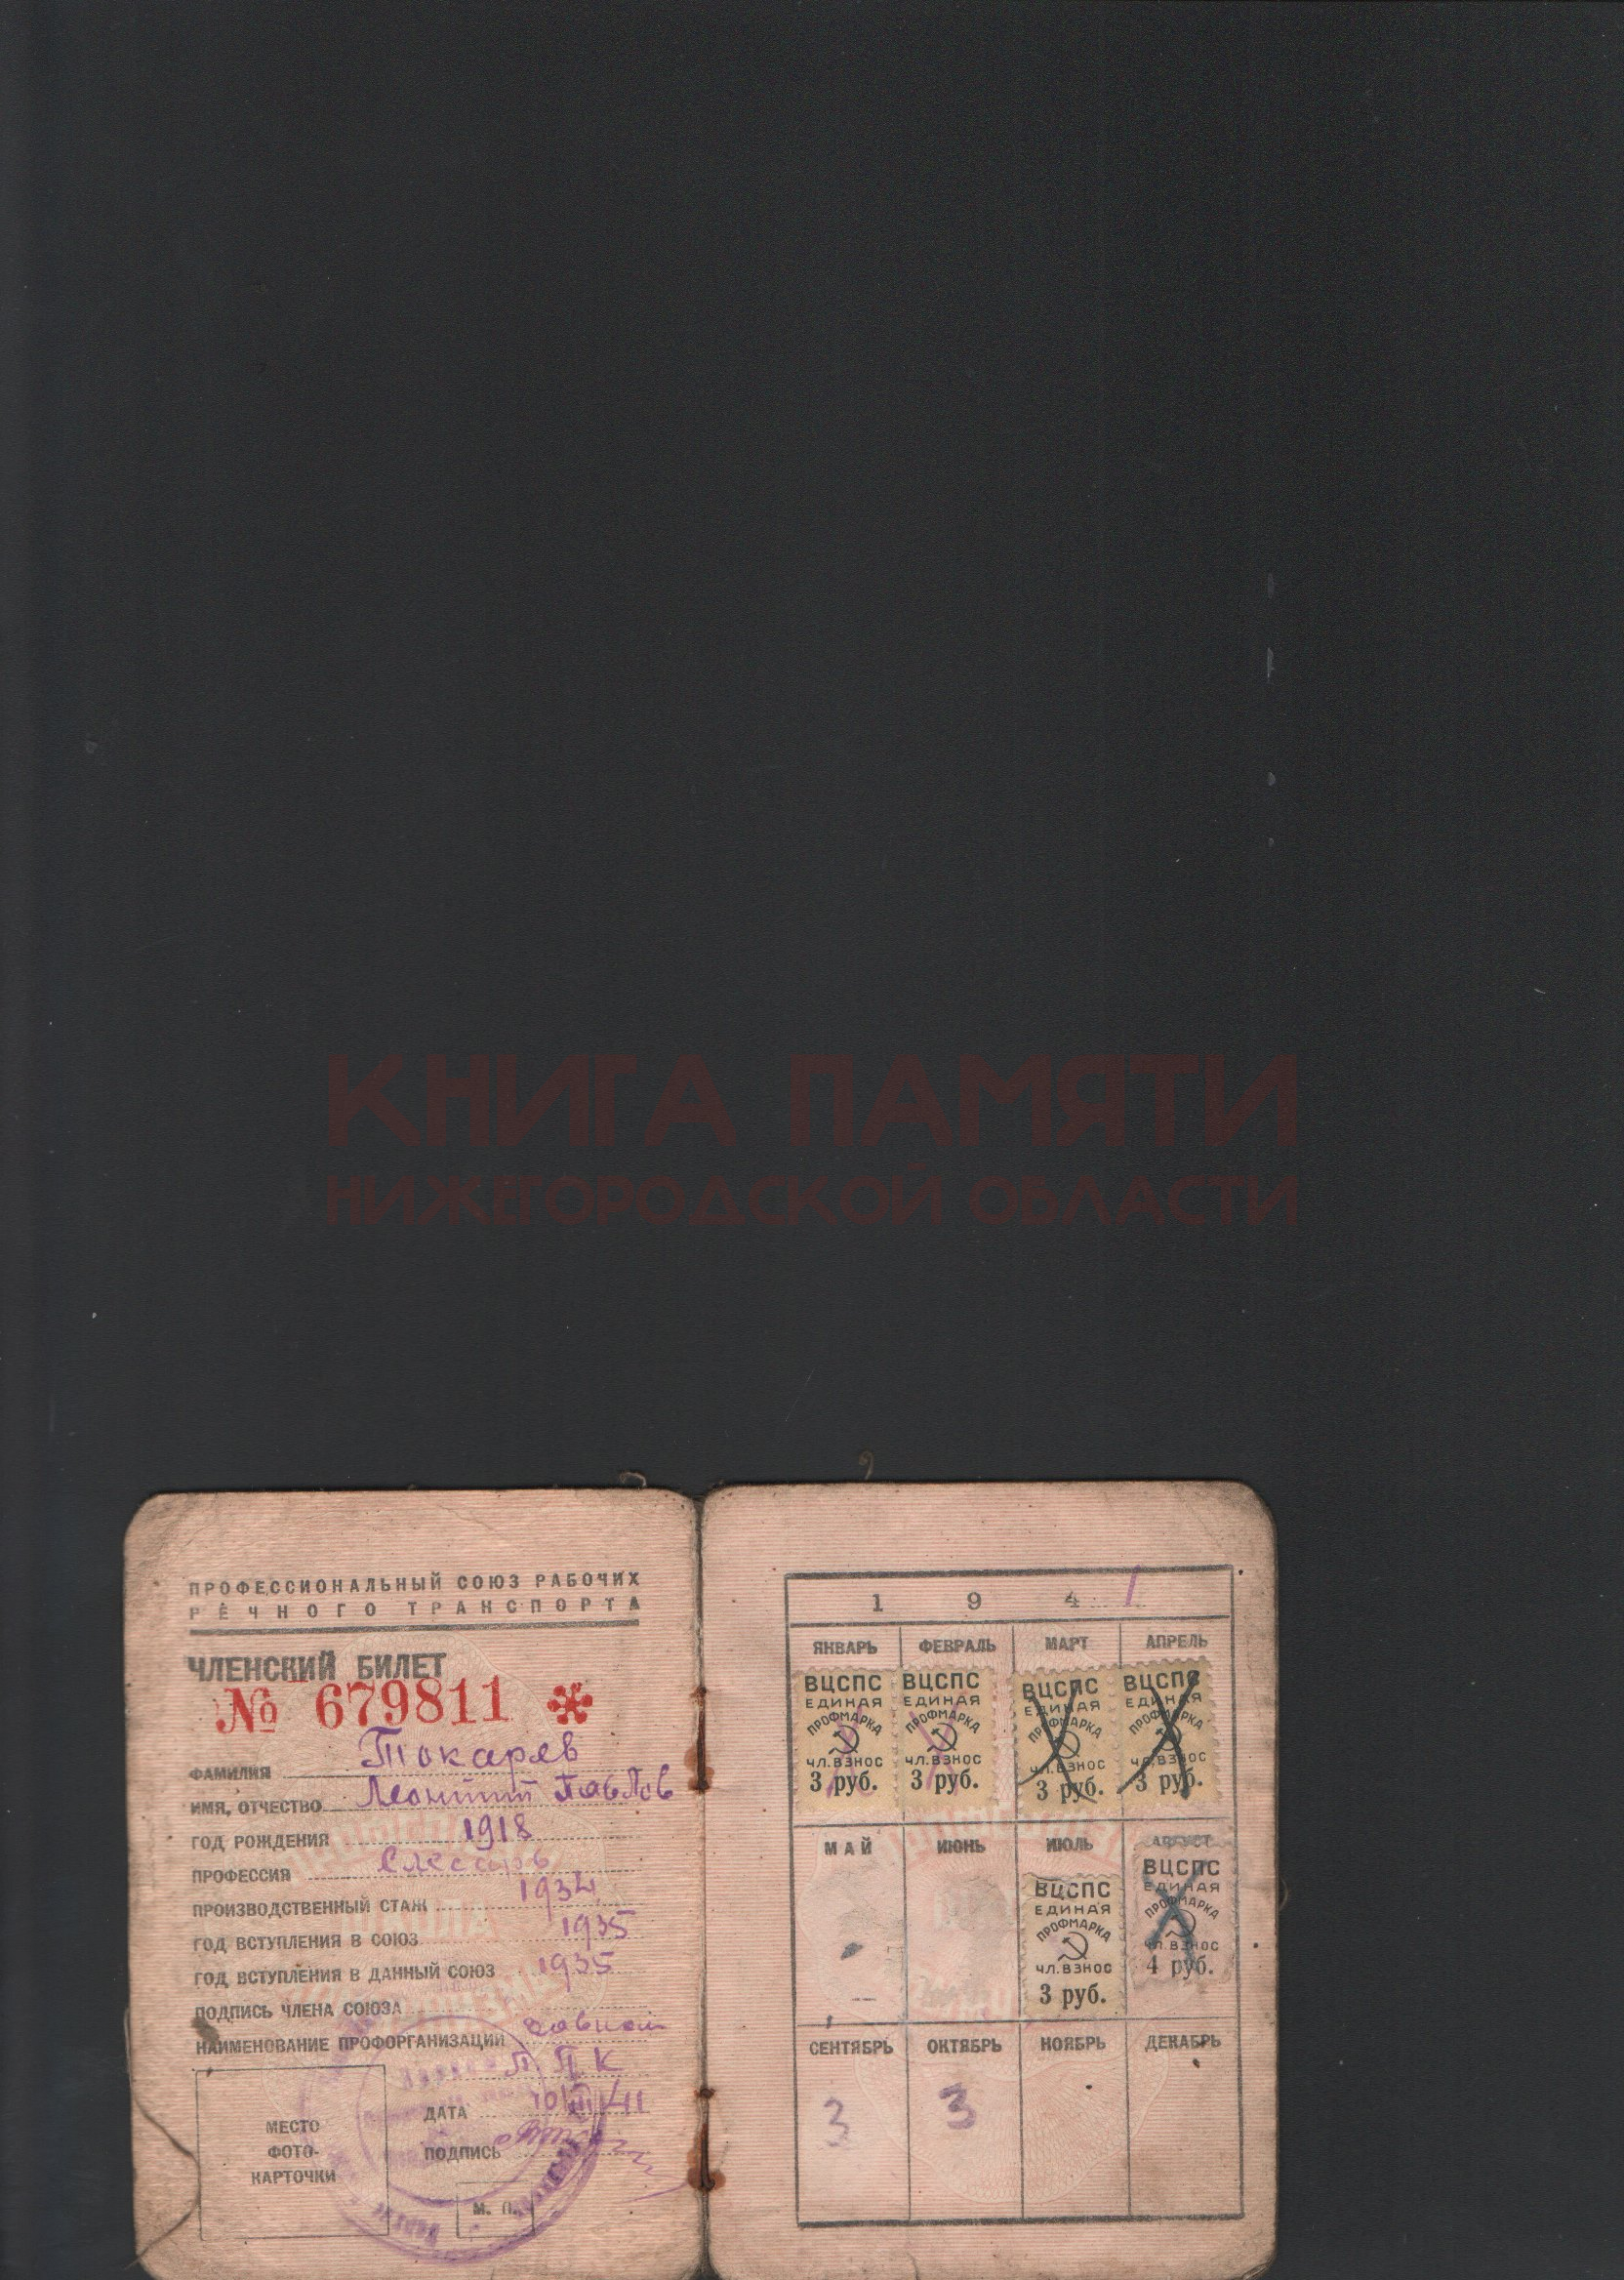 КНИГА ПАМЯТИ
НИЖЕГОРОДСКОЙ ОБЛАСТИ
ПРОФЕССИОНАЛЬНЫЙ СОЮЗ РАБОЧИХ
РЕЧНОГО ТРАНСПОРТА
ЧЛЕНСКИЙ БИЛЕТ
№ 679811
ФАМИЛИЯ Токарев
ИМЯ, ОТЧЕСТВО Павлов
ГОД РОЖДЕНИЯ 1918
ПРОФЕССИЯ Слесарь
ПРОИЗВОДСТВЕННЫЙ СТАЖ 1934
ГОД ВСТУПЛЕНИЯ В СОЮЗ 1935
ГОД ВСТУПЛЕНИЯ В ДАННЫЙ СОЮЗ 1935
ПОДПИСЬ ЧЛЕНА СОЮЗА
НАИМЕНОВАНИЕ ПРОФОРГАНИЗАЦИИ
МЕСТО
ФОТО-
КАРТОЧКИ
ДАТА
ПОДПИСЬ
М. П.
1 9 4 1
ЯНВАРЬ ФЕВРАЛЬ МАРТ АПРЕЛЬ
ВЦСПС ЕДИНАЯ ПРОФМАРКА ЧЛ. ВЗНОС 3 руб.
ВЦСПС ЕДИНАЯ ПРОФМАРКА ЧЛ. ВЗНОС 3 руб.
ВЦСПС ЕДИНАЯ ПРОФМАРКА ЧЛ. ВЗНОС 3 руб.
ВЦСПС ЕДИНАЯ ПРОФМАРКА ЧЛ. ВЗНОС 3 руб.
МАЙ ИЮНЬ ИЮЛЬ АВГУСТ
ВЦСПС ЕДИНАЯ ПРОФМАРКА ЧЛ. ВЗНОС 3 руб.
ВЦСПС ЕДИНАЯ ПРОФМАРКА ЧЛ. ВЗНОС 4 руб.
СЕНТЯБРЬ ОКТЯБРЬ НОЯБРЬ ДЕКАБРЬ
3 3